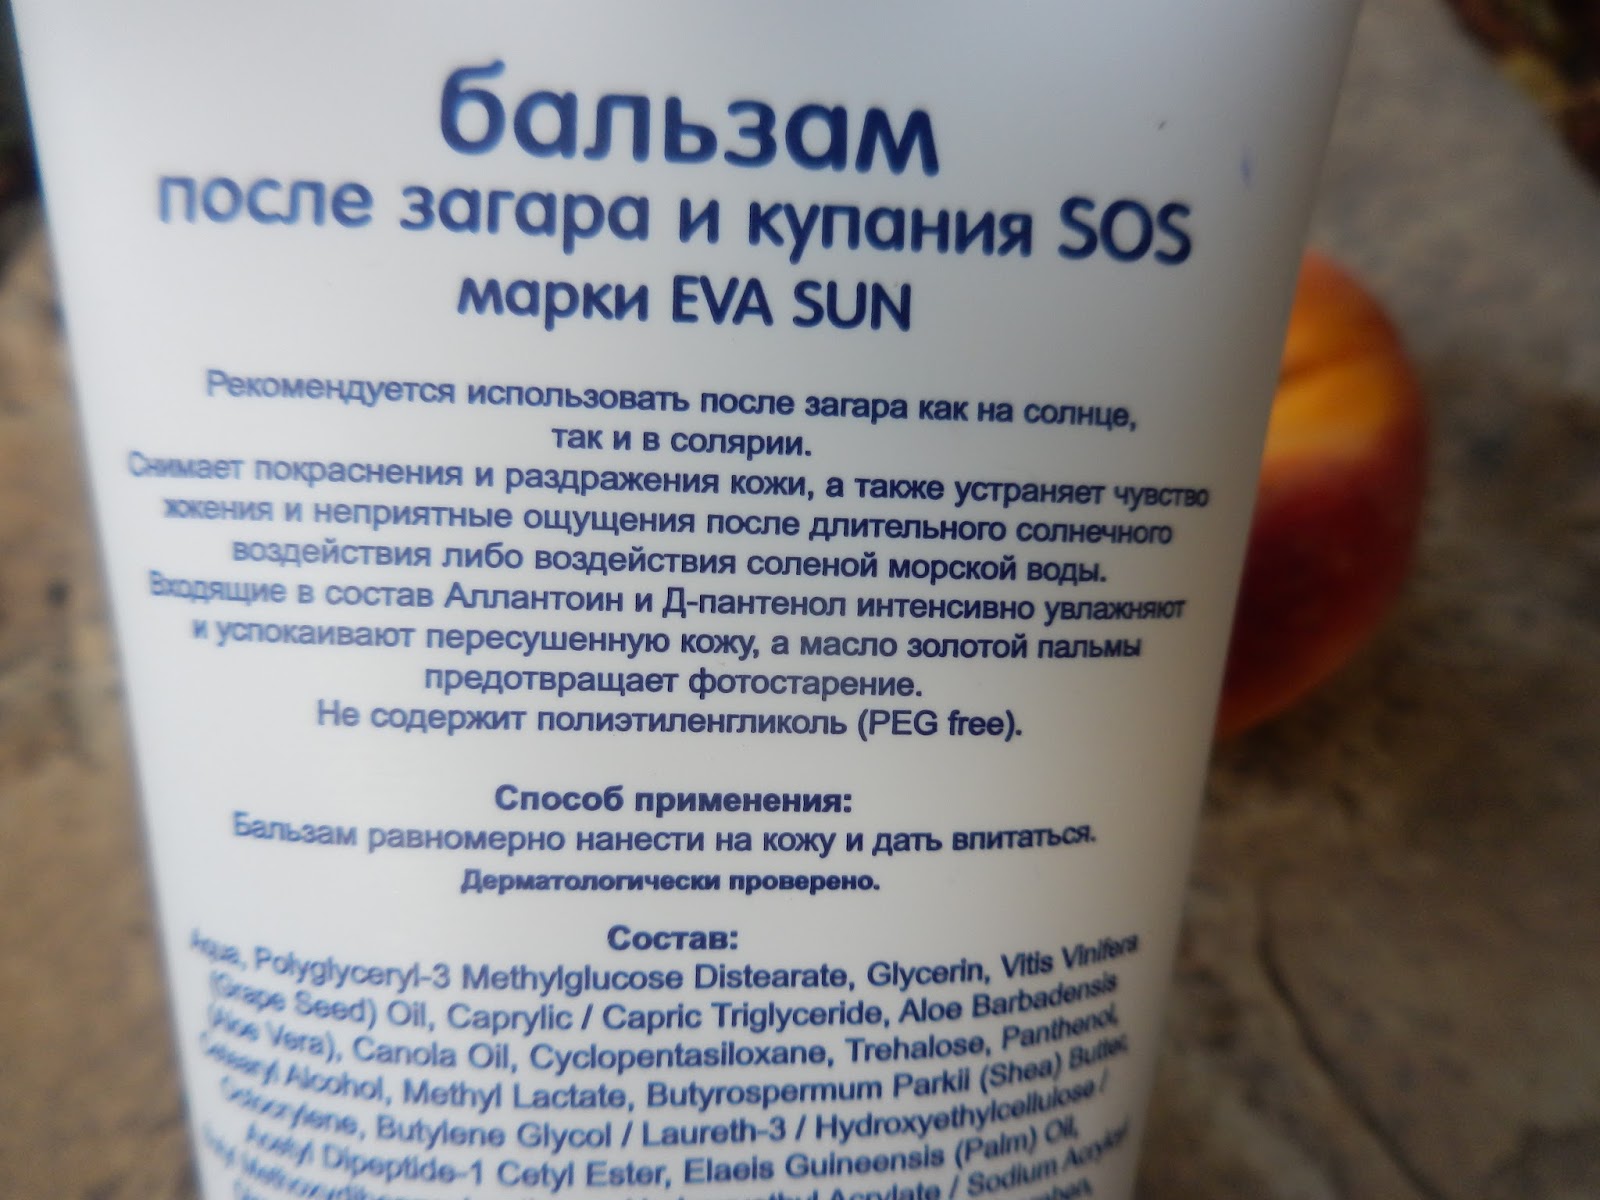 бальзам
после загара и купания SOS
марки EVA SUN
Рекомендуется использовать после загара как на солнце,
так и в солярии.
Снимает покраснения и раздражения кожи, а также устраняет чувство
жжения и неприятные ощущения после длительного солнечного
воздействия либо воздействия соленой морской воды.
Входящие в состав Аллантоин и Д-пантенол интенсивно увлажняют
и успокаивают пересушенную кожу, а масло золотой пальмы
предотвращает фотостарение.
Не содержит полиэтиленгликоль (PEG free).
Способ применения:
Бальзам равномерно нанести на кожу и дать впитаться.
Дерматологически проверено.
Состав:
Aqua, Polyglyceryl-3 Methylglucose Distearate, Glycerin, Vitis Vinifera
(Grape Seed) Oil, Caprylic / Capric Triglyceride, Aloe Barbadensis
(Aloe Vera), Canola Oil, Cyclopentasiloxane, Trehalose, Panthenol,
Cetearyl Alcohol, Methyl Lactate, Butyrospermum Parkii (Shea) Butter,
Butylene Glycol / Laureth-3 / Hydroxyethylcellulose /
Acetyl Dipeptide-1 Cetyl Ester, Elaeis Guineensis (Palm) Oil,
Acrylate / Sodium